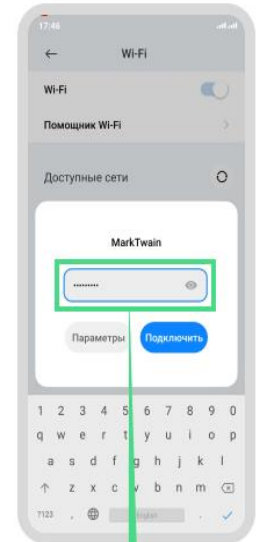 17:46
Wi-Fi
Wi-Fi
Помощник Wi-Fi
Доступные сети
MarkTwain
•••••••••
Параметры Подключить
1 2 3 4 5 6 7 8 9 0
q w e r t y u i o p
a s d f g h j k l
z x c v b n m
?123 , English .